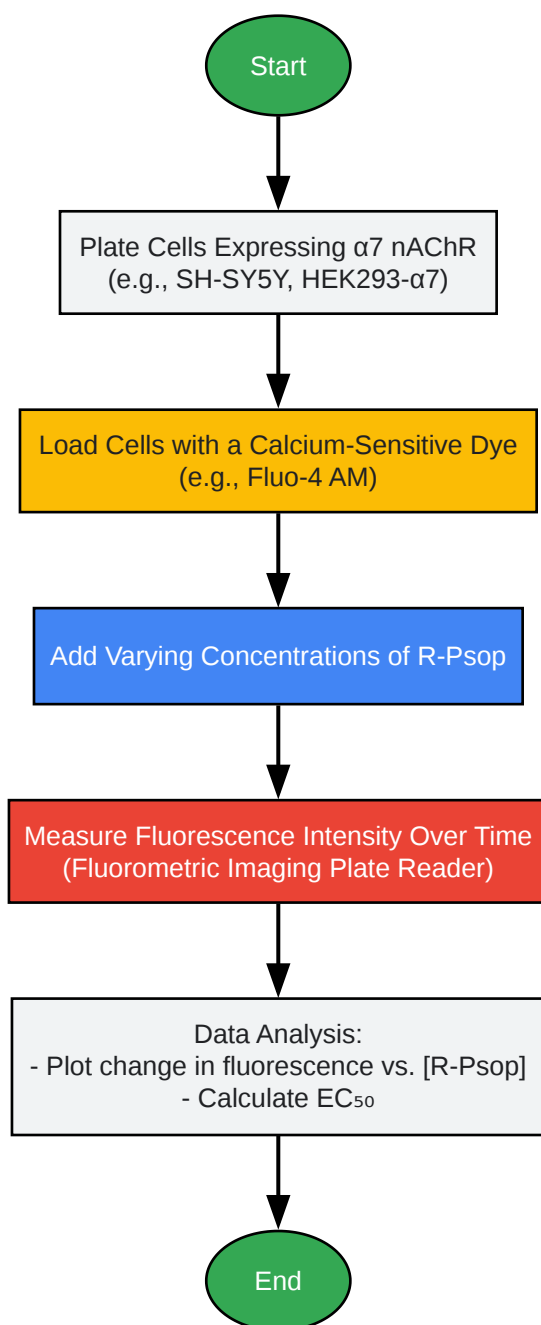 Start
Plate Cells Expressing α7 nAChR
(e.g., SH-SY5Y, HEK293-α7)
Load Cells with a Calcium-Sensitive Dye
(e.g., Fluo-4 AM)
Add Varying Concentrations of R-Psop
Measure Fluorescence Intensity Over Time
(Fluorometric Imaging Plate Reader)
Data Analysis:
- Plot change in fluorescence vs. [R-Psop]
- Calculate EC₅₀
End